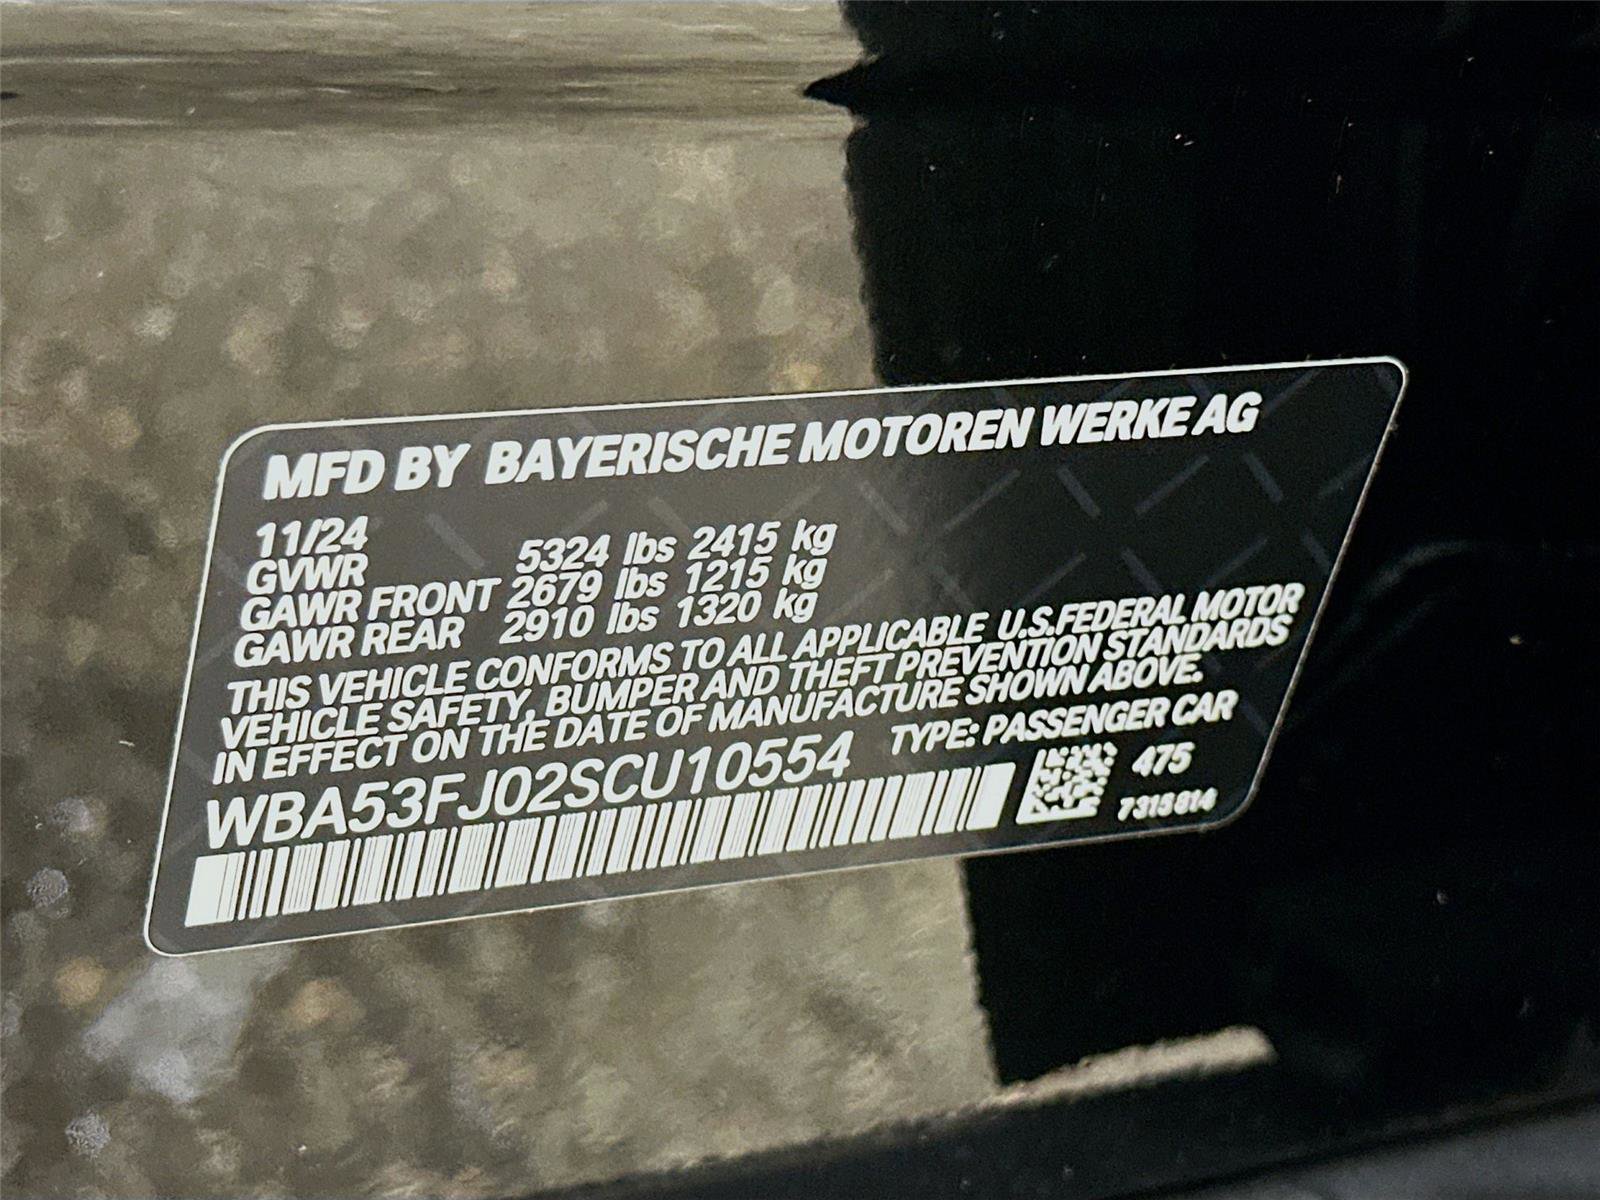 MFD BY BAYERISCHE MOTOREN WERKE AG
11/24
GVWR 5324 lbs 2415 kg
GAWR FRONT 2679 lbs 1215 kg
GAWR REAR 2910 lbs 1320 kg
THIS VEHICLE CONFORMS TO ALL APPLICABLE U.S.FEDERAL MOTOR
VEHICLE SAFETY, BUMPER AND THEFT PREVENTION STANDARDS
IN EFFECT ON THE DATE OF MANUFACTURE SHOWN ABOVE.
WBA53FJ02SCU10554 TYPE: PASSENGER CAR
475
7315614